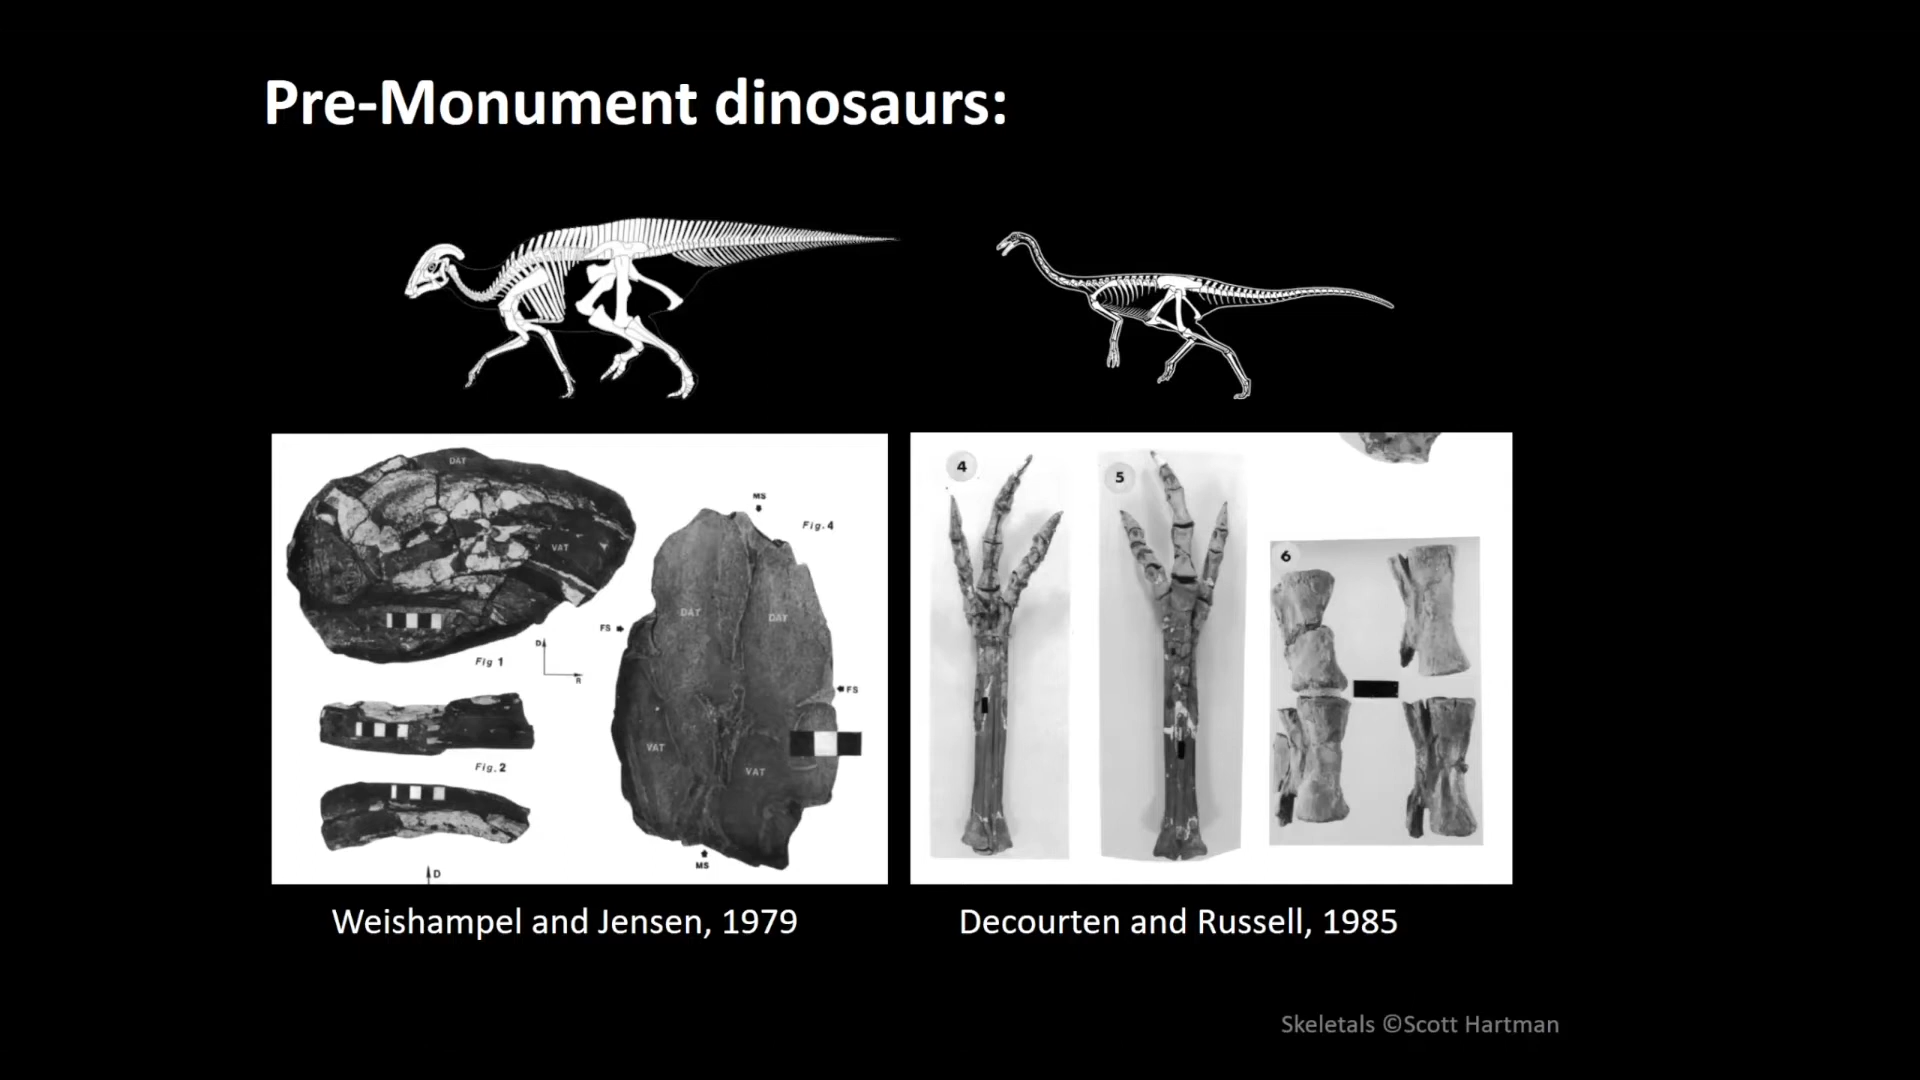 Pre-Monument dinosaurs:
DAT
VAT
Fig 1
D
R
Fig. 2
D
MS
Fig. 4
DAT
DAT
FS
FS
VAT
VAT
MS
4
5
6
Weishampel and Jensen, 1979
Decourten and Russell, 1985
Skeletals ©Scott Hartman